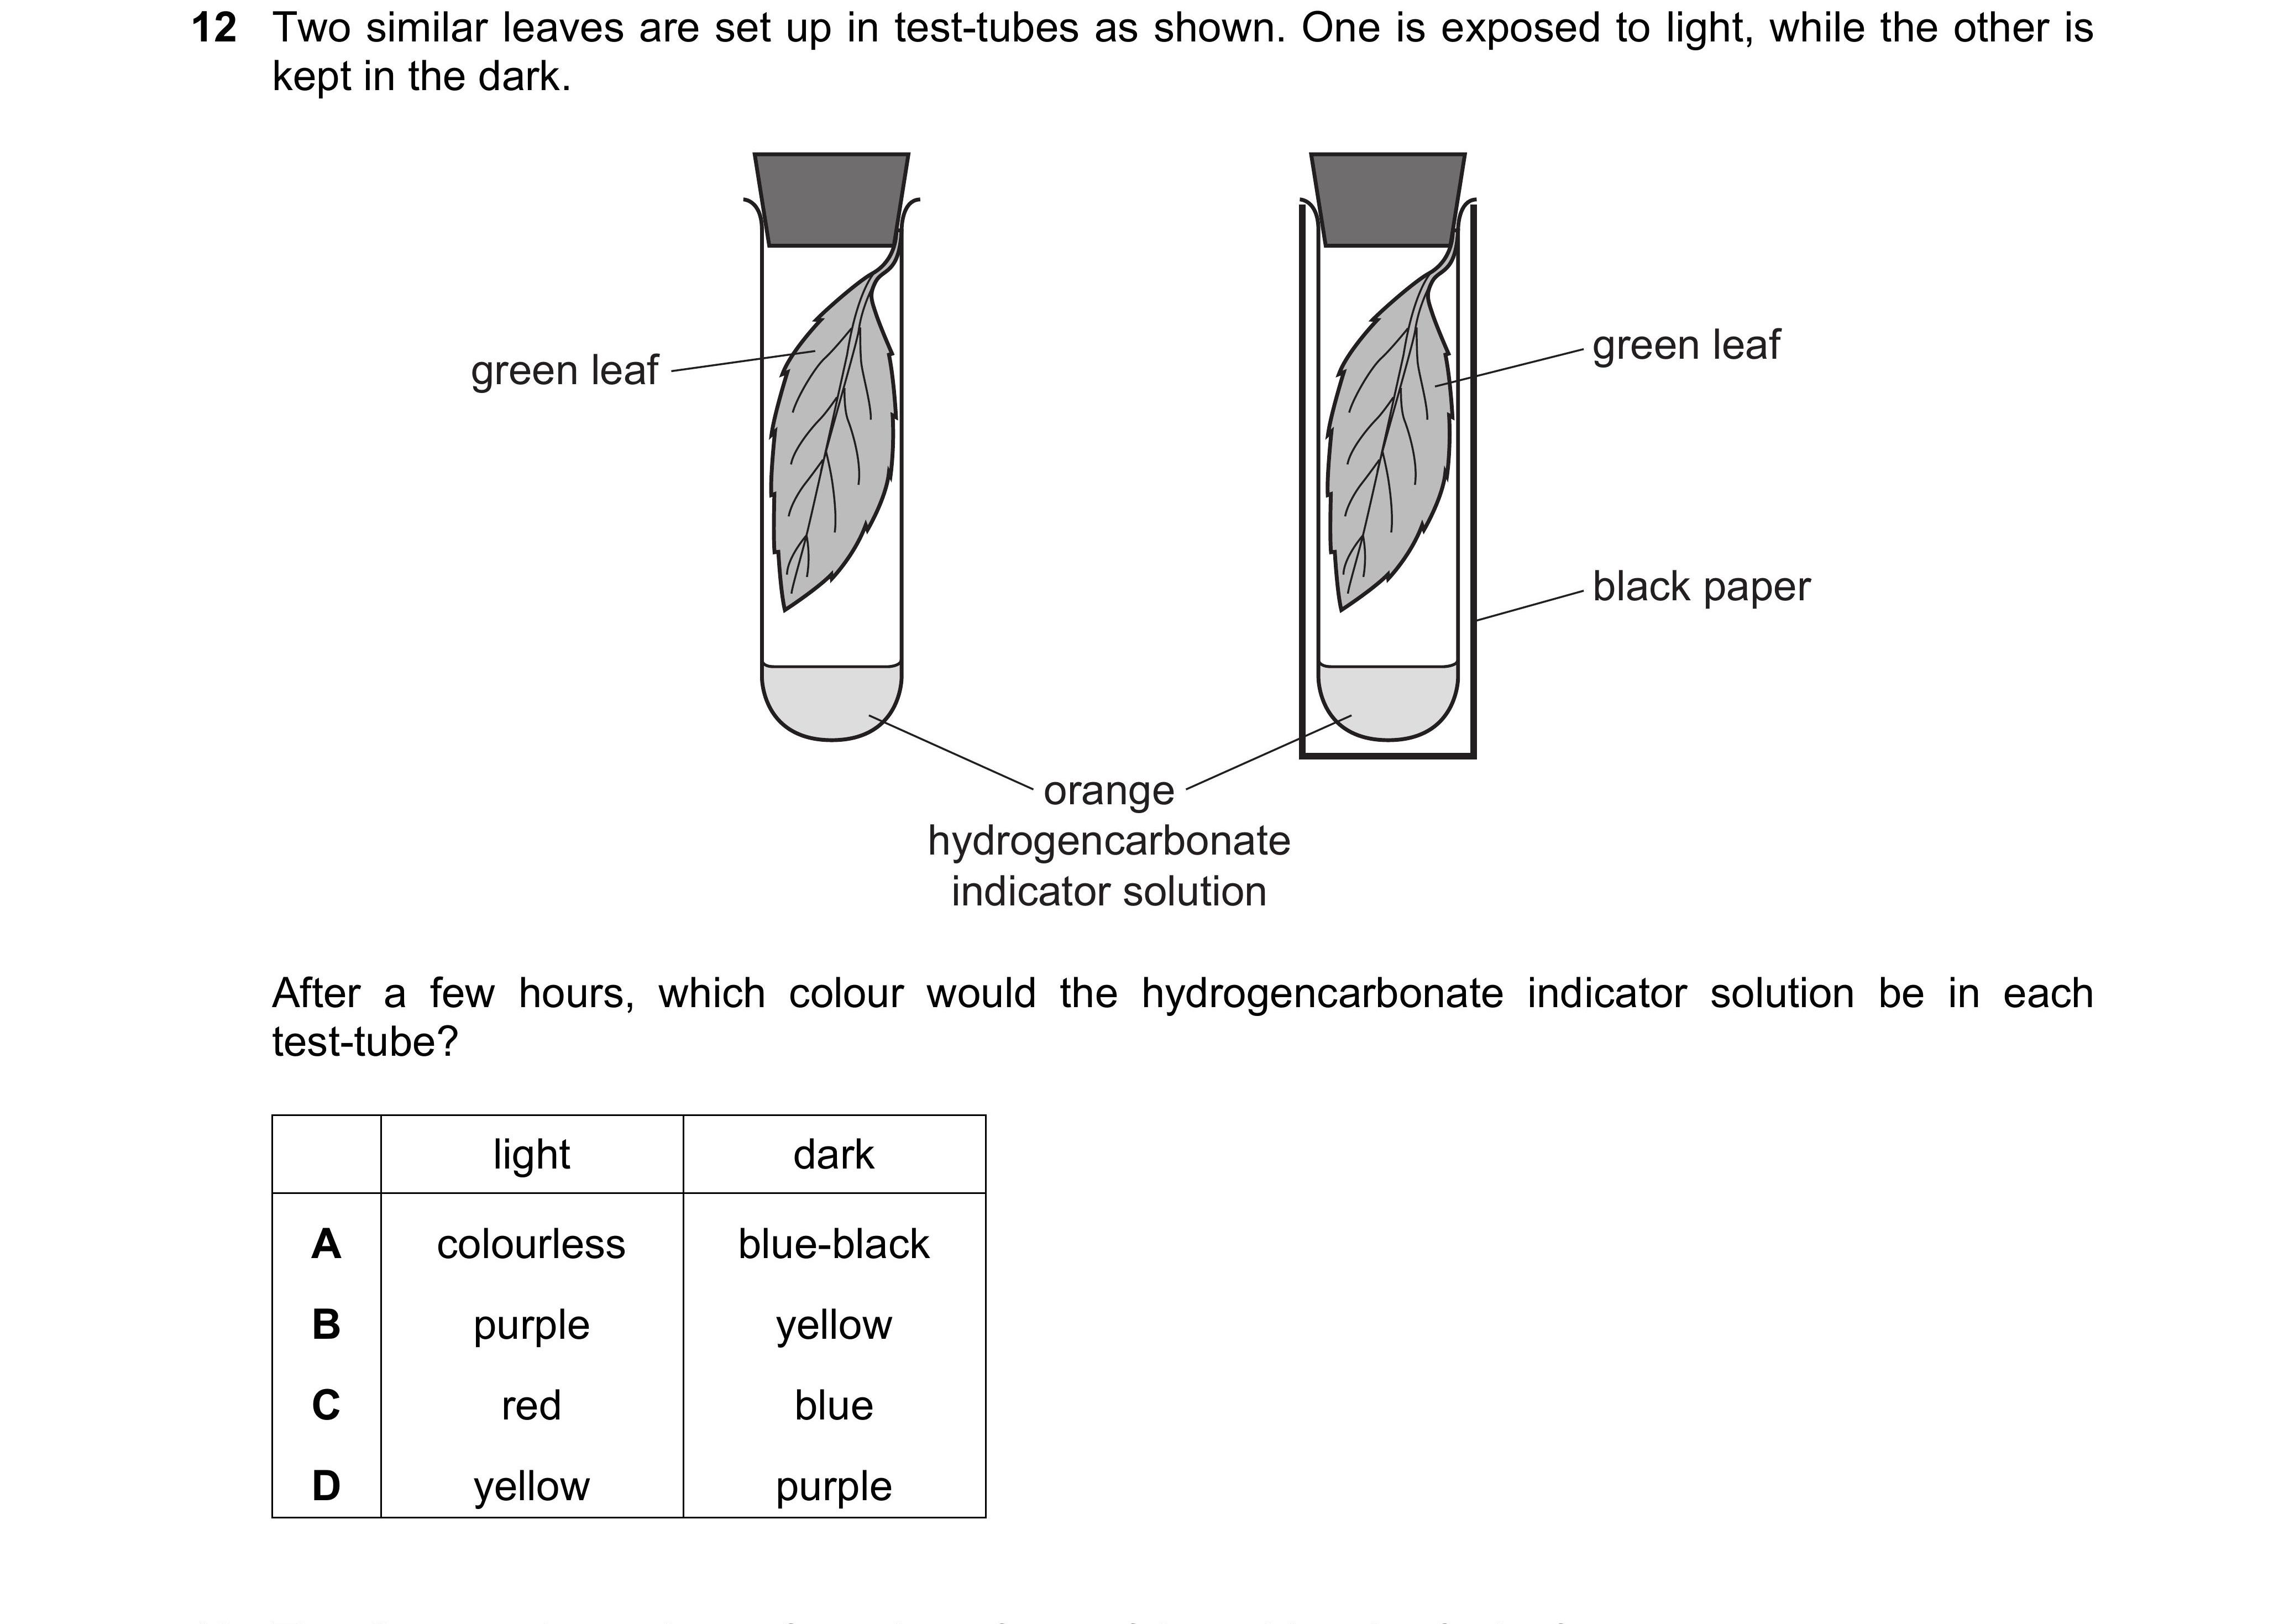 12 Two similar leaves are set up in test-tubes as shown. One is exposed to light, while the other is
kept in the dark.
green leaf
green leaf
black paper
orange
hydrogencarbonate
indicator solution
After a few hours, which colour would the hydrogencarbonate indicator solution be in each
test-tube?
light dark
A colourless blue-black
B purple yellow
C red blue
D yellow purple